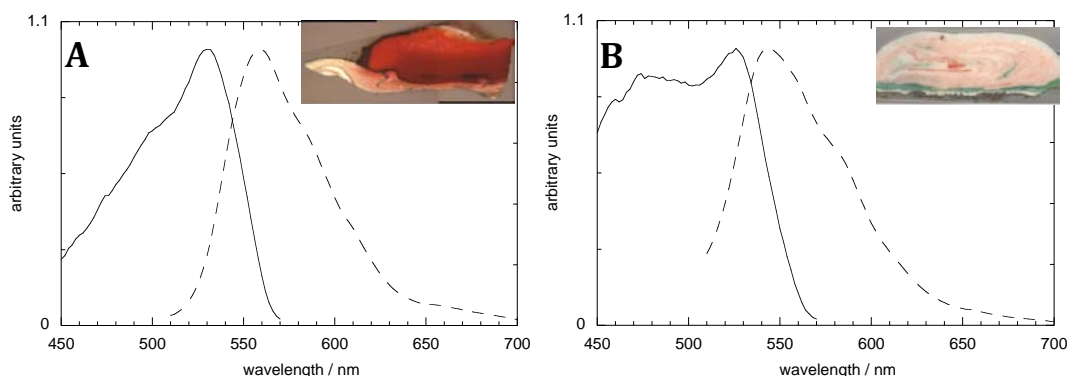 1.1
A
arbitrary units
0
450 500 550 600 650 700
wavelength / nm
1.1
B
arbitrary units
0
450 500 550 600 650 700
wavelength / nm